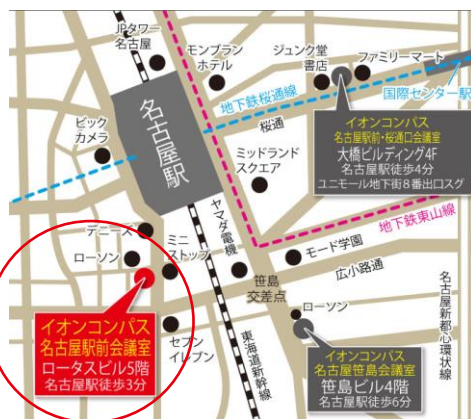 JPタワー
名古屋
モンブラン
ホテル
ジュンク堂
書店
ファミリーマート
地下鉄桜通線
国際センター駅
桜通
ビック
カメラ
名古屋駅
ミッドランド
スクエア
イオンコンパス
名古屋駅前・桜通口会議室
大橋ビルディング4F
名古屋駅徒歩4分
ユニモール地下街8番出口スグ
地下鉄東山線
デニーズ
ローソン
ミニ
ストップ
ヤマダ電機
モード学園
広小路通
笹島
交差点
イオンコンパス
名古屋駅前会議室
ロータスビル5階
名古屋駅徒歩3分
セブン
イレブン
東海道新幹線
ローソン
イオンコンパス
名古屋笹島会議室
笹島ビル4階
名古屋駅徒歩6分
名古屋新都心環状線